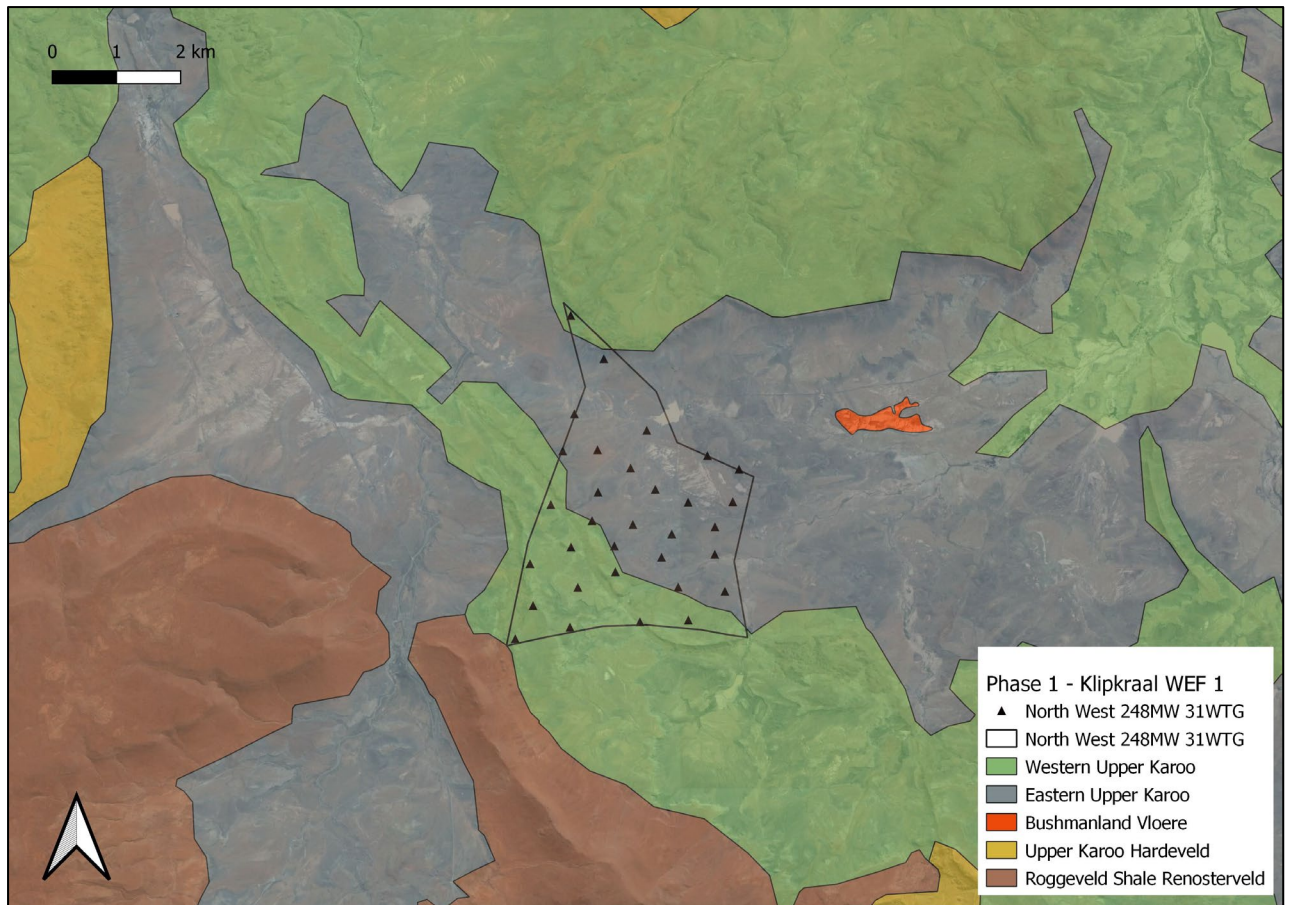 0 1 2 km
Phase 1 - Klipkraal WEF 1
North West 248MW 31WTG
North West 248MW 31WTG
Western Upper Karoo
Eastern Upper Karoo
Bushmanland Vloere
Upper Karoo Hardeveld
Roggeveld Shale Renosterveld